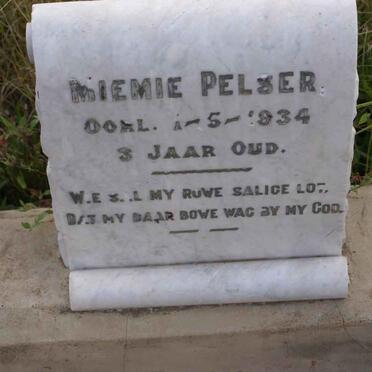 MIEMIE PELSER
OORL. 1-5-1934
3 JAAR OUD.
MY RUWE SALIGE LOT,
MY DAAR BOWE WAG BY MY GOD.